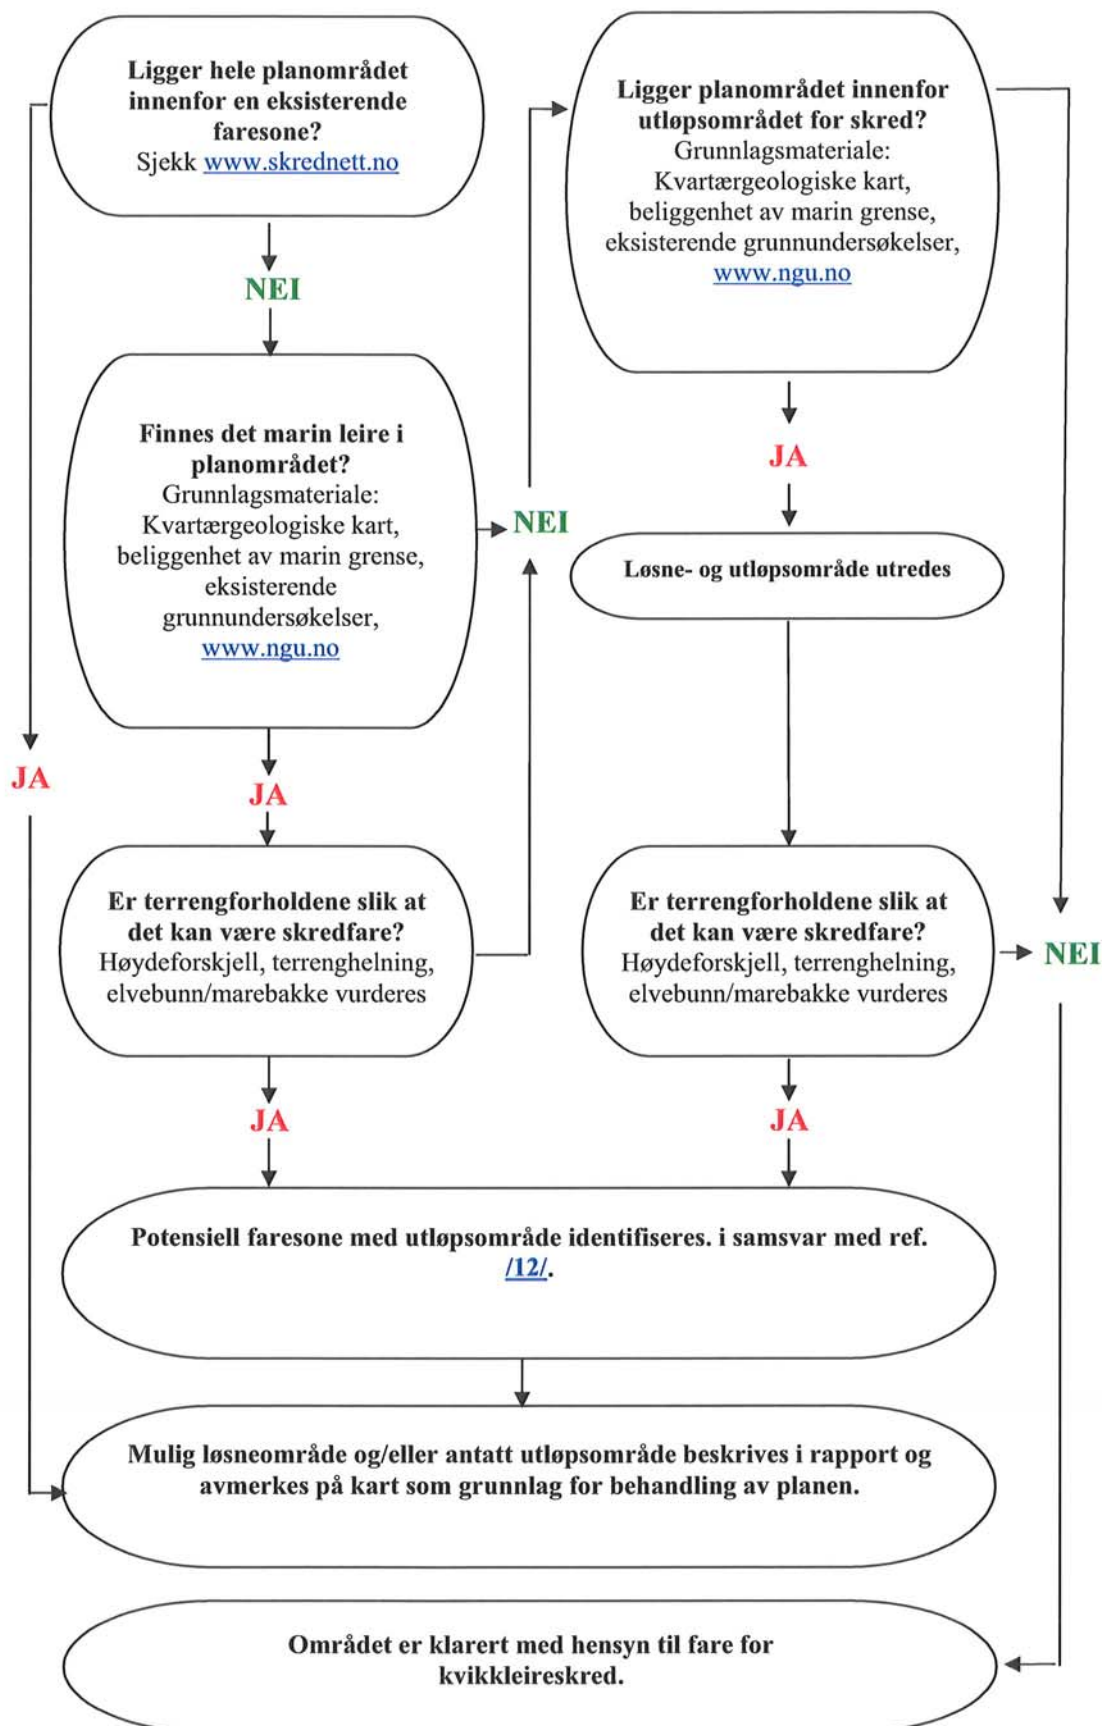 Ligger hele planområdet
innenfor en eksisterende
faresone?
Sjekk www.skrednett.no
NEI
Finnes det marin leire i
planområdet?
Grunnlagsmateriale:
Kvartærgeologiske kart,
beliggenhet av marin grense,
eksisterende
grunnundersøkelser,
www.ngu.no
NEI
JA
JA
Er terrengforholdene slik at
det kan være skredfare?
Høydeforskjell, terrenghelning,
elvebunn/marebakke vurderes
JA
Ligger planområdet innenfor
utløpsområdet for skred?
Grunnlagsmateriale:
Kvartærgeologiske kart,
beliggenhet av marin grense,
eksisterende grunnundersøkelser,
www.ngu.no
JA
Løsne- og utløpsområde utredes
Er terrengforholdene slik at
det kan være skredfare?
Høydeforskjell, terrenghelning,
elvebunn/marebakke vurderes
NEI
JA
Potensiell faresone med utløpsområde identifiseres. i samsvar med ref.
/12/.
Mulig løsneområde og/eller antatt utløpsområde beskrives i rapport og
avmerkes på kart som grunnlag for behandling av planen.
Området er klarert med hensyn til fare for
kvikkleireskred.